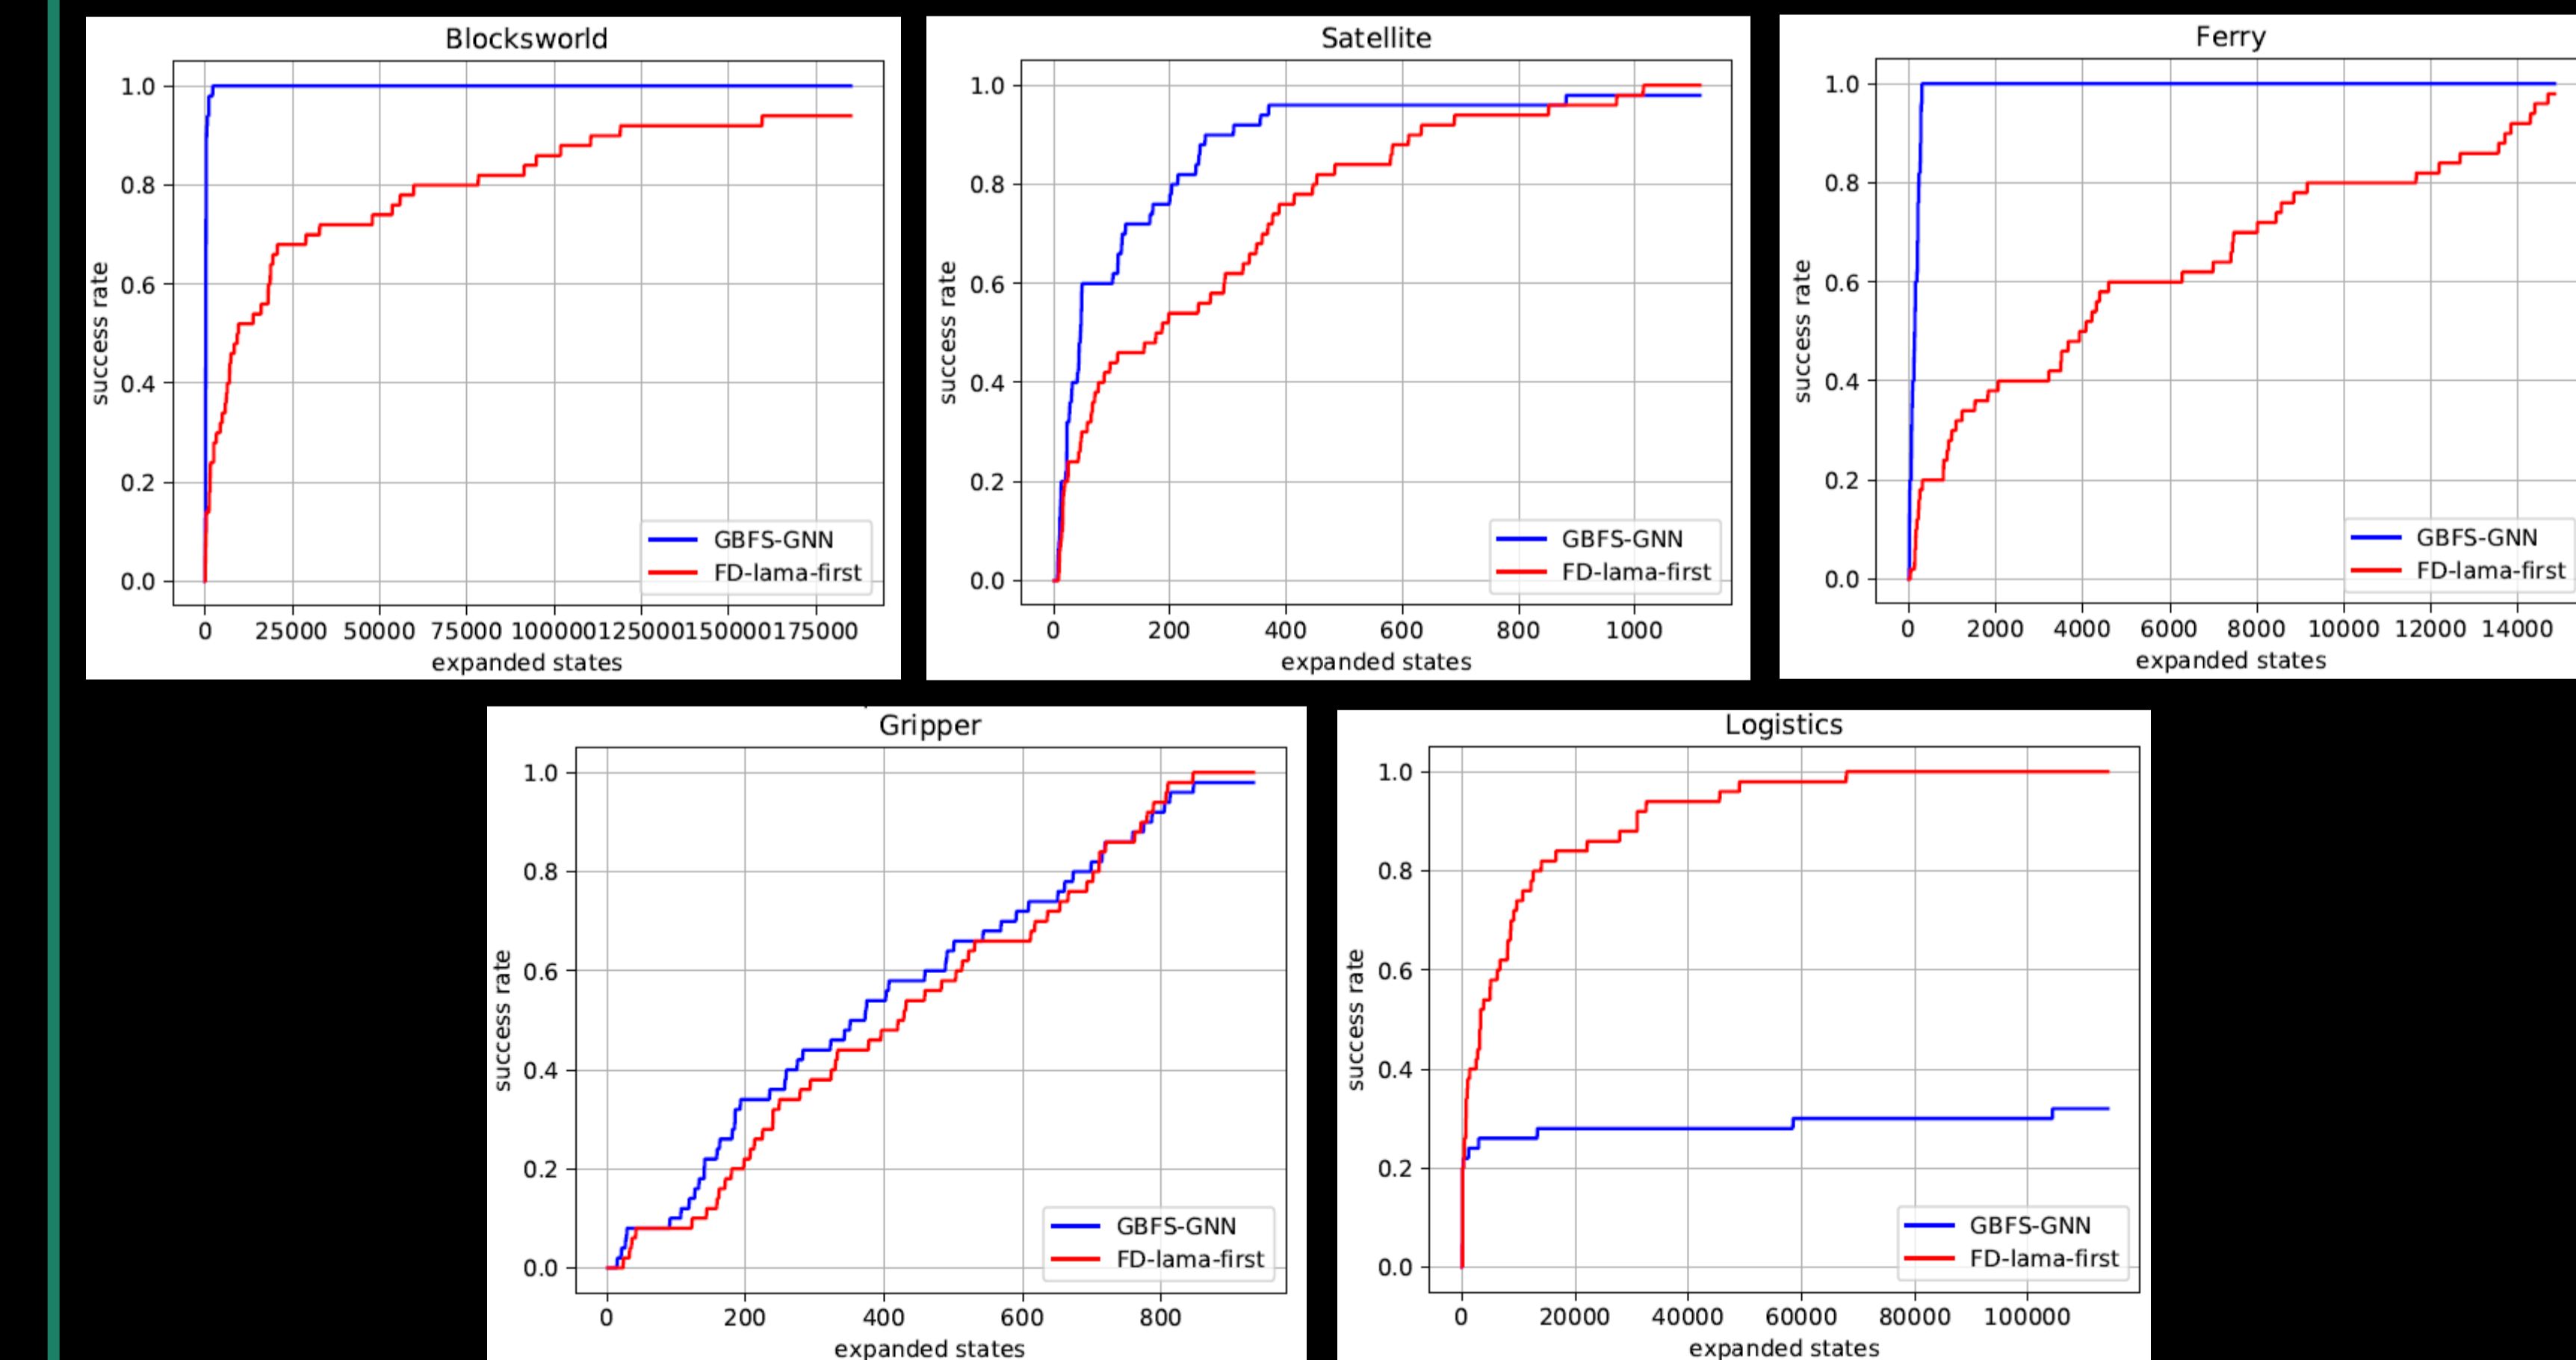 Blocksworld
success rate
1.0
0.8
0.6
0.4
0.2
0.0
GBFS-GNN
FD-lama-first
0 25000 50000 75000 100000125000150000175000
expanded states
Satellite
success rate
1.0
0.8
0.6
0.4
0.2
0.0
GBFS-GNN
FD-lama-first
0 200 400 600 800 1000
expanded states
Ferry
success rate
1.0
0.8
0.6
0.4
0.2
0.0
GBFS-GNN
FD-lama-first
0 2000 4000 6000 8000 10000 12000 14000
expanded states
Gripper
success rate
1.0
0.8
0.6
0.4
0.2
0.0
GBFS-GNN
FD-lama-first
0 200 400 600 800
expanded states
Logistics
success rate
1.0
0.8
0.6
0.4
0.2
0.0
GBFS-GNN
FD-lama-first
0 20000 40000 60000 80000 100000
expanded states